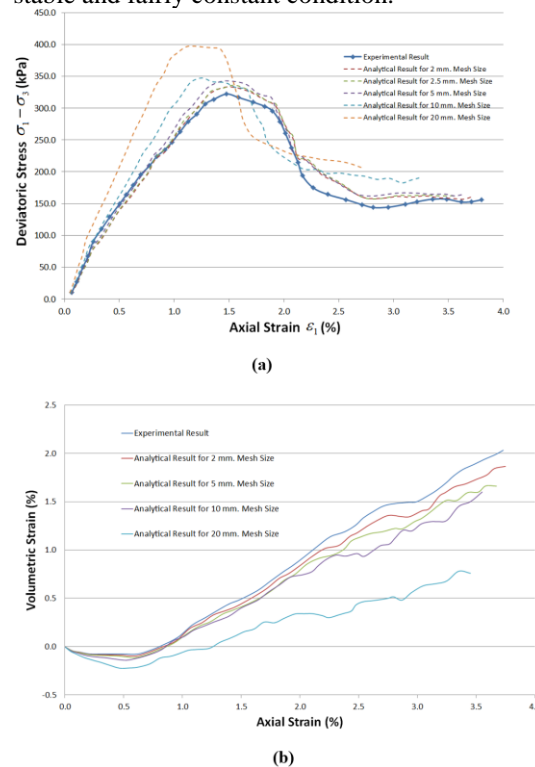 stable and fairly constant condition.
450.0
400.0
350.0
300.0
250.0
200.0
150.0
100.0
50.0
0.0
Deviatoric Stress σ₁ − σ₃ (kPa)
Experimental Result
Analytical Result for 2 mm. Mesh Size
Analytical Result for 2.5 mm. Mesh Size
Analytical Result for 5 mm. Mesh Size
Analytical Result for 10 mm. Mesh Size
Analytical Result for 20 mm. Mesh Size
0.0 0.5 1.0 1.5 2.0 2.5 3.0 3.5 4.0
Axial Strain ε₁ (%)
(a)
2.5
2.0
1.5
1.0
0.5
0.0
-0.5
Volumetric Strain (%)
Experimental Result
Analytical Result for 2 mm. Mesh Size
Analytical Result for 5 mm. Mesh Size
Analytical Result for 10 mm. Mesh Size
Analytical Result for 20 mm. Mesh Size
0.0 0.5 1.0 1.5 2.0 2.5 3.0 3.5
Axial Strain (%)
(b)